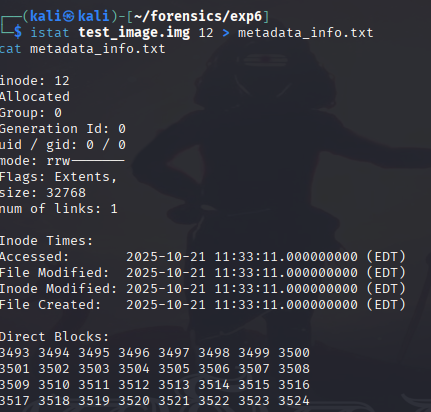 ┌──(kali㉿kali)-[~/forensics/exp6]
└─$ istat test_image.img 12 > metadata_info.txt
cat metadata_info.txt
inode: 12
Allocated
Group: 0
Generation Id: 0
uid / gid: 0 / 0
mode: rrw-------
Flags: Extents,
size: 32768
num of links: 1
Inode Times:
Accessed:       2025-10-21 11:33:11.000000000 (EDT)
File Modified:  2025-10-21 11:33:11.000000000 (EDT)
Inode Modified: 2025-10-21 11:33:11.000000000 (EDT)
File Created:   2025-10-21 11:33:11.000000000 (EDT)
Direct Blocks:
3493 3494 3495 3496 3497 3498 3499 3500
3501 3502 3503 3504 3505 3506 3507 3508
3509 3510 3511 3512 3513 3514 3515 3516
3517 3518 3519 3520 3521 3522 3523 3524